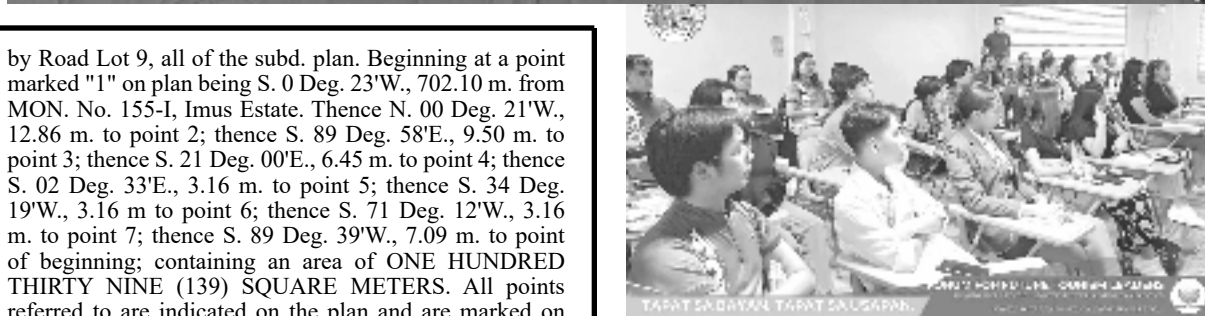 by Road Lot 9, all of the subd. plan. Beginning at a point
marked "1" on plan being S. 0 Deg. 23'W., 702.10 m. from
MON. No. 155-I, Imus Estate. Thence N. 00 Deg. 21'W.,
12.86 m. to point 2; thence S. 89 Deg. 58'E., 9.50 m. to
point 3; thence S. 21 Deg. 00'E., 6.45 m. to point 4; thence
S. 02 Deg. 33'E., 3.16 m. to point 5; thence S. 34 Deg.
19'W., 3.16 m to point 6; thence S. 71 Deg. 12'W., 3.16
m. to point 7; thence S. 89 Deg. 39'W., 7.09 m. to point
of beginning; containing an area of ONE HUNDRED
THIRTY NINE (139) SQUARE METERS. All points
referred to are indicated on the plan and are marked on
FORUM FOR FUTURE TOURISM LEADERS
TAPAT SA BAYAN. TAPAT SA USAPAN.